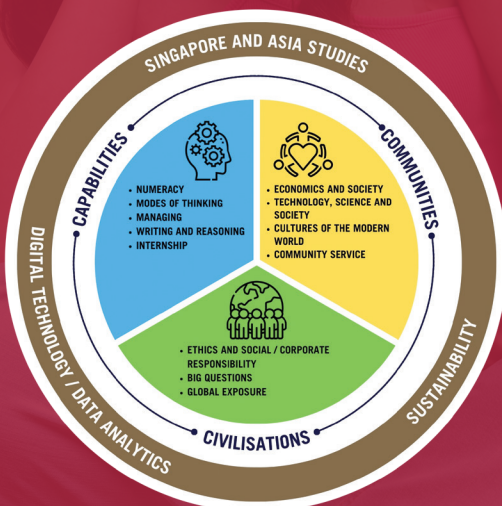 SINGAPORE AND ASIA STUDIES
CAPABILITIES
COMMUNITIES
• NUMERACY
• MODES OF THINKING
• MANAGING
• WRITING AND REASONING
• INTERNSHIP
• ECONOMICS AND SOCIETY
• TECHNOLOGY, SCIENCE AND
SOCIETY
• CULTURES OF THE MODERN
WORLD
• COMMUNITY SERVICE
• ETHICS AND SOCIAL / CORPORATE
RESPONSIBILITY
• BIG QUESTIONS
• GLOBAL EXPOSURE
CIVILISATIONS
DIGITAL TECHNOLOGY / DATA ANALYTICS
SUSTAINABILITY